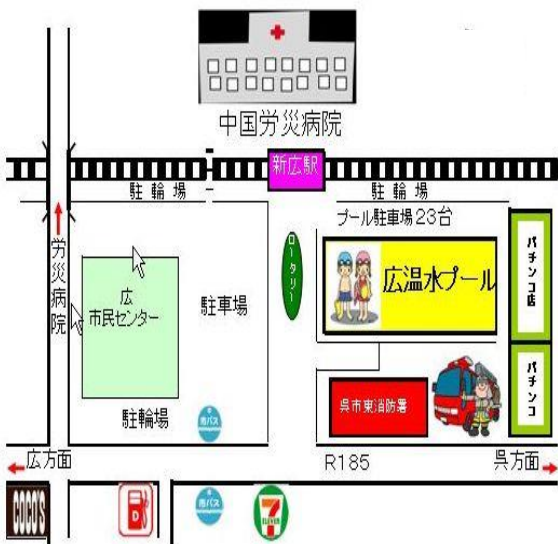 中国労災病院
新広駅
駐輪場
駐輪場
プール駐車場23台
労災病院
広
市民センター
駐車場
ロータリー
広温水プール
パチンコ店
パチンコ
呉市東消防署
駐輪場
市バス
広方面
R185
呉方面
COCO'S
D
市バス
7
ELEVEN